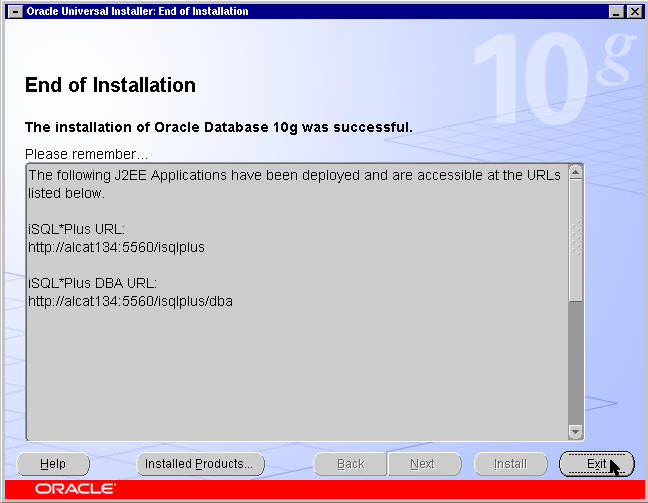 Oracle Universal Installer: End of Installation
10g
End of Installation
The installation of Oracle Database 10g was successful.
Please remember...
The following J2EE Applications have been deployed and are accessible at the URLs
listed below.
iSQL*Plus URL:
http://alcat134:5560/isqlplus
iSQL*Plus DBA URL:
http://alcat134:5560/isqlplus/dba
Help Installed Products... Back Next Install Exit
ORACLE